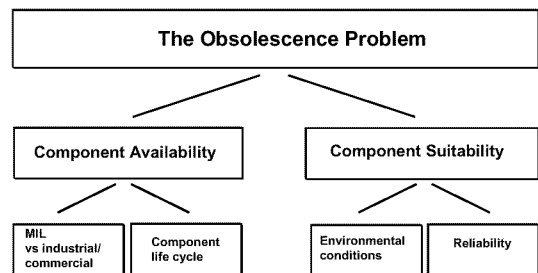 The Obsolescence Problem
Component Availability
Component Suitability
MIL
vs industrial/
commercial
Component
life cycle
Environmental
conditions
Reliability